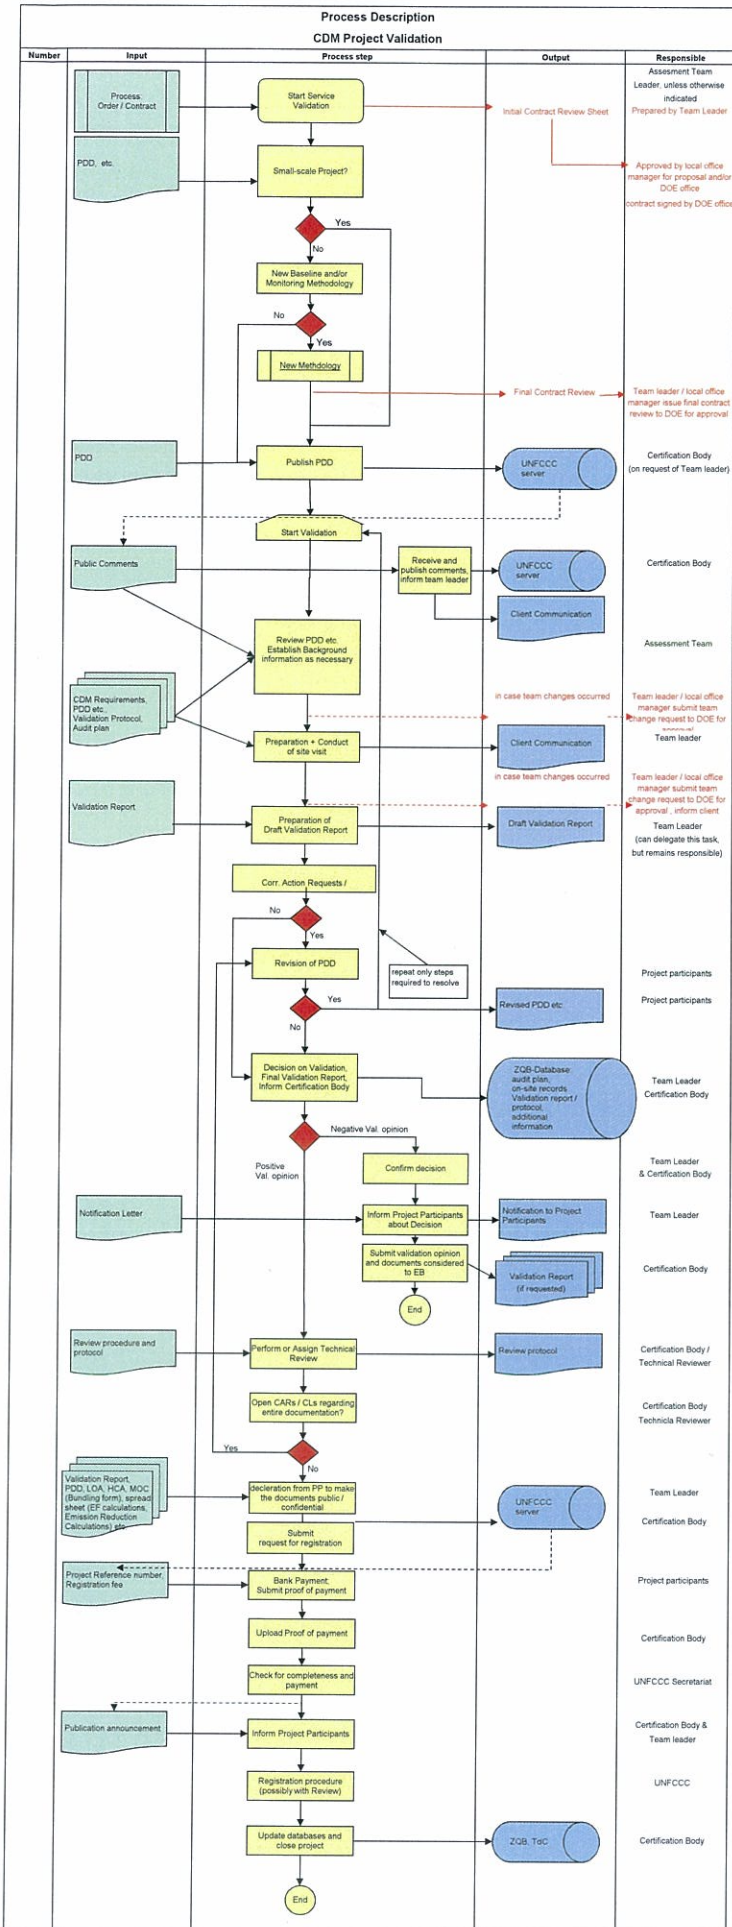 Process Description
CDM Project Validation
Number
Input
Process step
Output
Responsible
Process:
Order / Contract
Start Service
Validation
Initial Contract Review Sheet
Assesment Team
Leader, unless otherwise
indicated
Prepared by Team Leader
PDD, etc.
Small-scale Project?
Approved by local office
manager for proposal and/or
DOE office
contract signed by DOE office
Yes
No
New Baseline and/or
Monitoring Methodology
No
Yes
New Methdology
Final Contract Review
Team leader / local office
manager issue final contract
review to DOE for approval
PDD
Publish PDD
UNFCCC
server
Certification Body
(on request of Team leader)
Start Validation
Public Comments
Receive and
publish comments,
inform team leader
UNFCCC
server
Certification Body
Client Communication
Review PDD etc.
Establish Background
information as necessary
Assessment Team
CDM Requirements,
PDD etc.,
Validation Protocol,
Audit plan
in case team changes occurred
Team leader / local office
manager submit team
change request to DOE for
approval
Preparation + Conduct
of site visit
Client Communication
Team leader
in case team changes occurred
Team leader / local office
manager submit team
change request to DOE for
approval , inform client
Validation Report
Preparation of
Draft Validation Report
Draft Validation Report
Team Leader
(can delegate this task,
but remains responsible)
Corr. Action Requests /
No
Yes
Revision of PDD
repeat only steps
required to resolve
Project participants
Yes
No
Revised PDD etc.
Project participants
Decision on Validation,
Final Validation Report,
Inform Certification Body
ZQB-Database:
audit plan,
on-site records
Validation report /
protocol,
additional
information
Team Leader
Certification Body
Negative Val. opinion
Positive
Val. opinion
Confirm decision
Team Leader
& Certification Body
Notification Letter
Inform Project Participants
about Decision
Notification to Project
Participants
Team Leader
Submit validation opinion
and documents considered
to EB
Validation Report
(if requested)
Certification Body
End
Review procedure and
protocol
Perform or Assign Technical
Review
Review protocol
Certification Body /
Technical Reviewer
Open CARs / CLs regarding
entire documentation?
Certification Body
Technicla Reviewer
Yes
No
Validation Report,
PDD, LOA, HCA, MOC
(Bundling form), spread
sheet (EF calculations,
Emission Reduction
Calculations) etc
decleration from PP to make
the documents public /
confidential
UNFCCC
server
Team Leader
Submit
request for registration
Certification Body
Project Reference number,
Registration fee
Bank Payment;
Submit proof of payment
Project participants
Upload Proof of payment
Certification Body
Check for completeness and
payment
UNFCCC Secretariat
Publication announcement
Inform Project Participants
Certification Body &
Team leader
Registration procedure
(possibly with Review)
UNFCCC
Update databases and
close project
ZQB, TdC
Certification Body
End